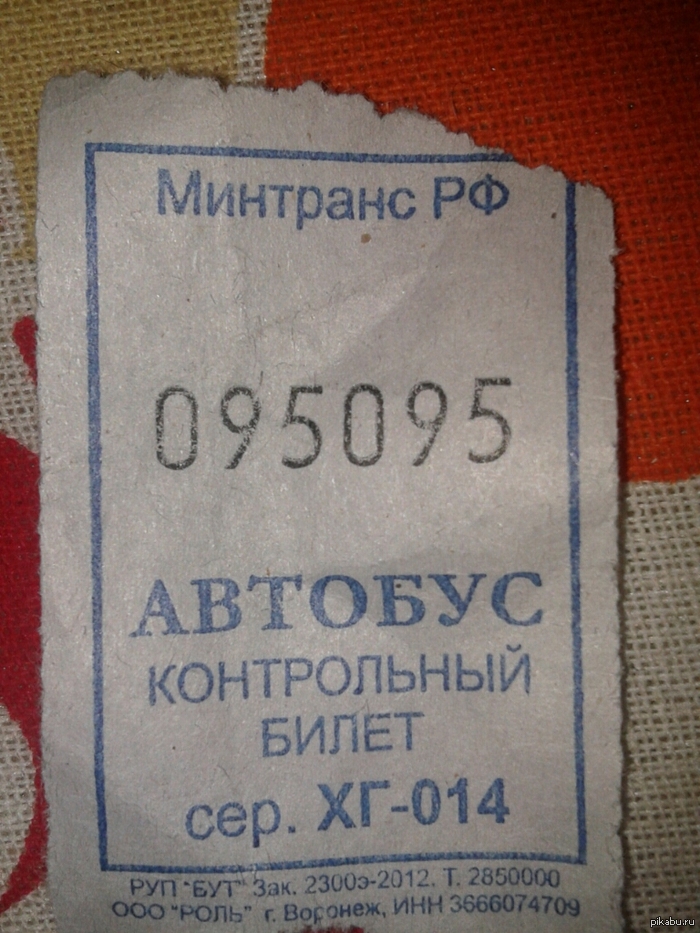 Минтранс РФ
095095
АВТОБУС
КОНТРОЛЬНЫЙ
БИЛЕТ
сер. ХГ-014
РУП "БУТ" Зак. 2300э-2012. Т. 2850000
ООО "РОЛЬ" г. Воронеж, ИНН 3666074709
pikabu.ru